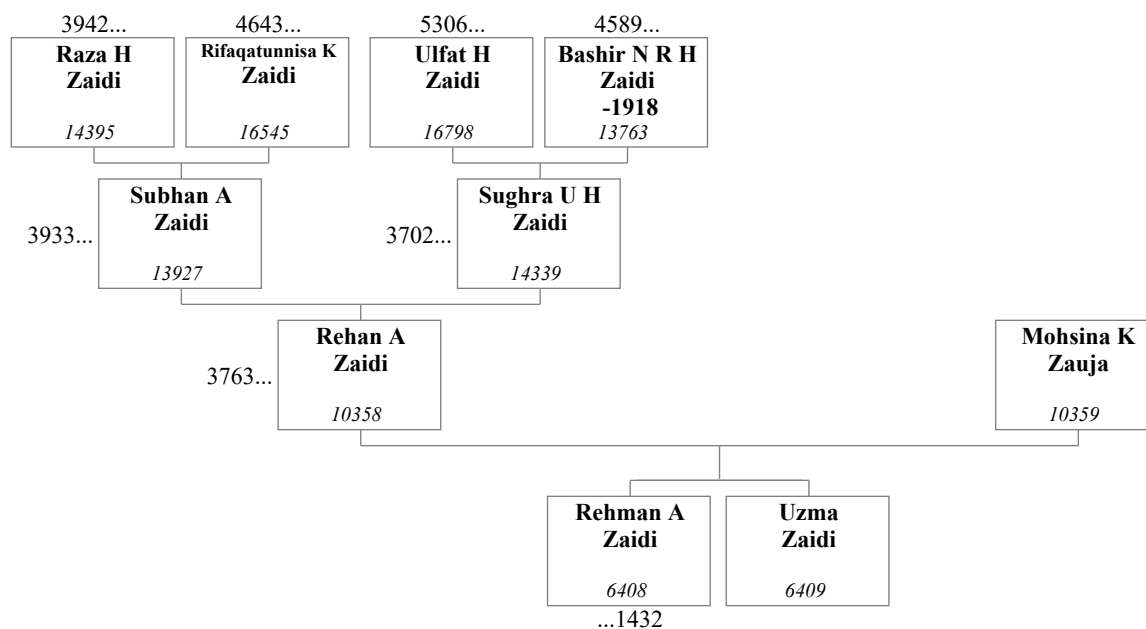 3942...
4643...
5306...
4589...
Raza H
Zaidi
14395
Rifaqatunnisa K
Zaidi
16545
Ulfat H
Zaidi
16798
Bashir N R H
Zaidi
-1918
13763
3933...
Subhan A
Zaidi
13927
3702...
Sughra U H
Zaidi
14339
3763...
Rehan A
Zaidi
10358
Mohsina K
Zauja
10359
Rehman A
Zaidi
6408
...1432
Uzma
Zaidi
6409